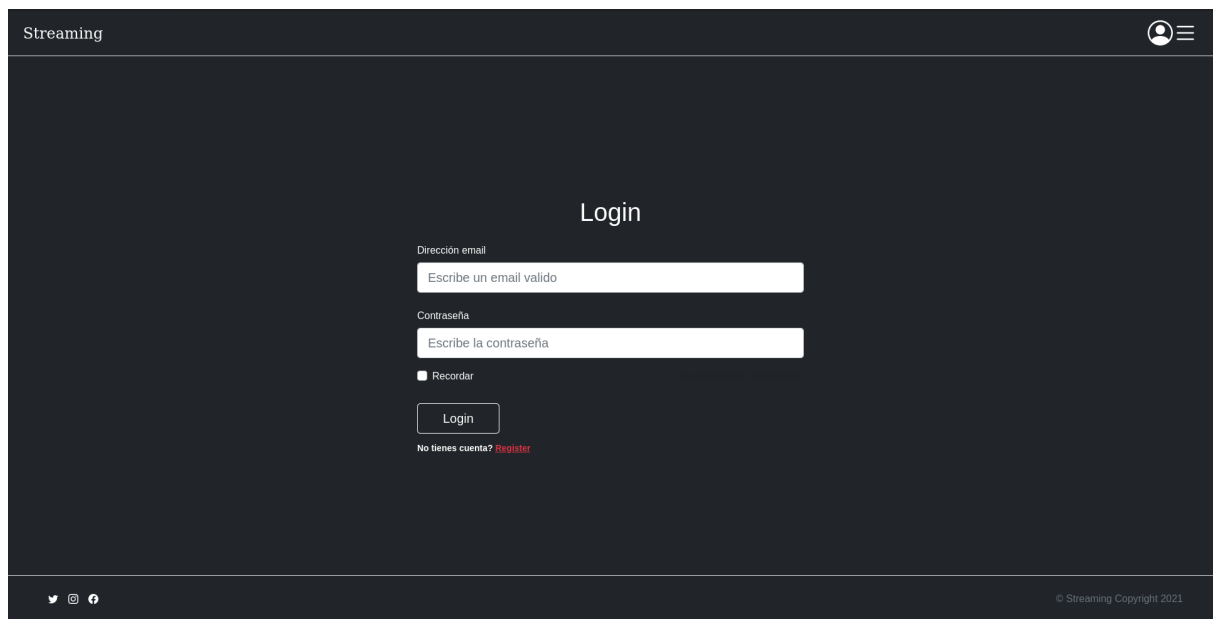 Streaming
Login
Dirección email
Escribe un email valido
Contraseña
Escribe la contraseña
Recordar
Login
No tienes cuenta? Register
© Streaming Copyright 2021